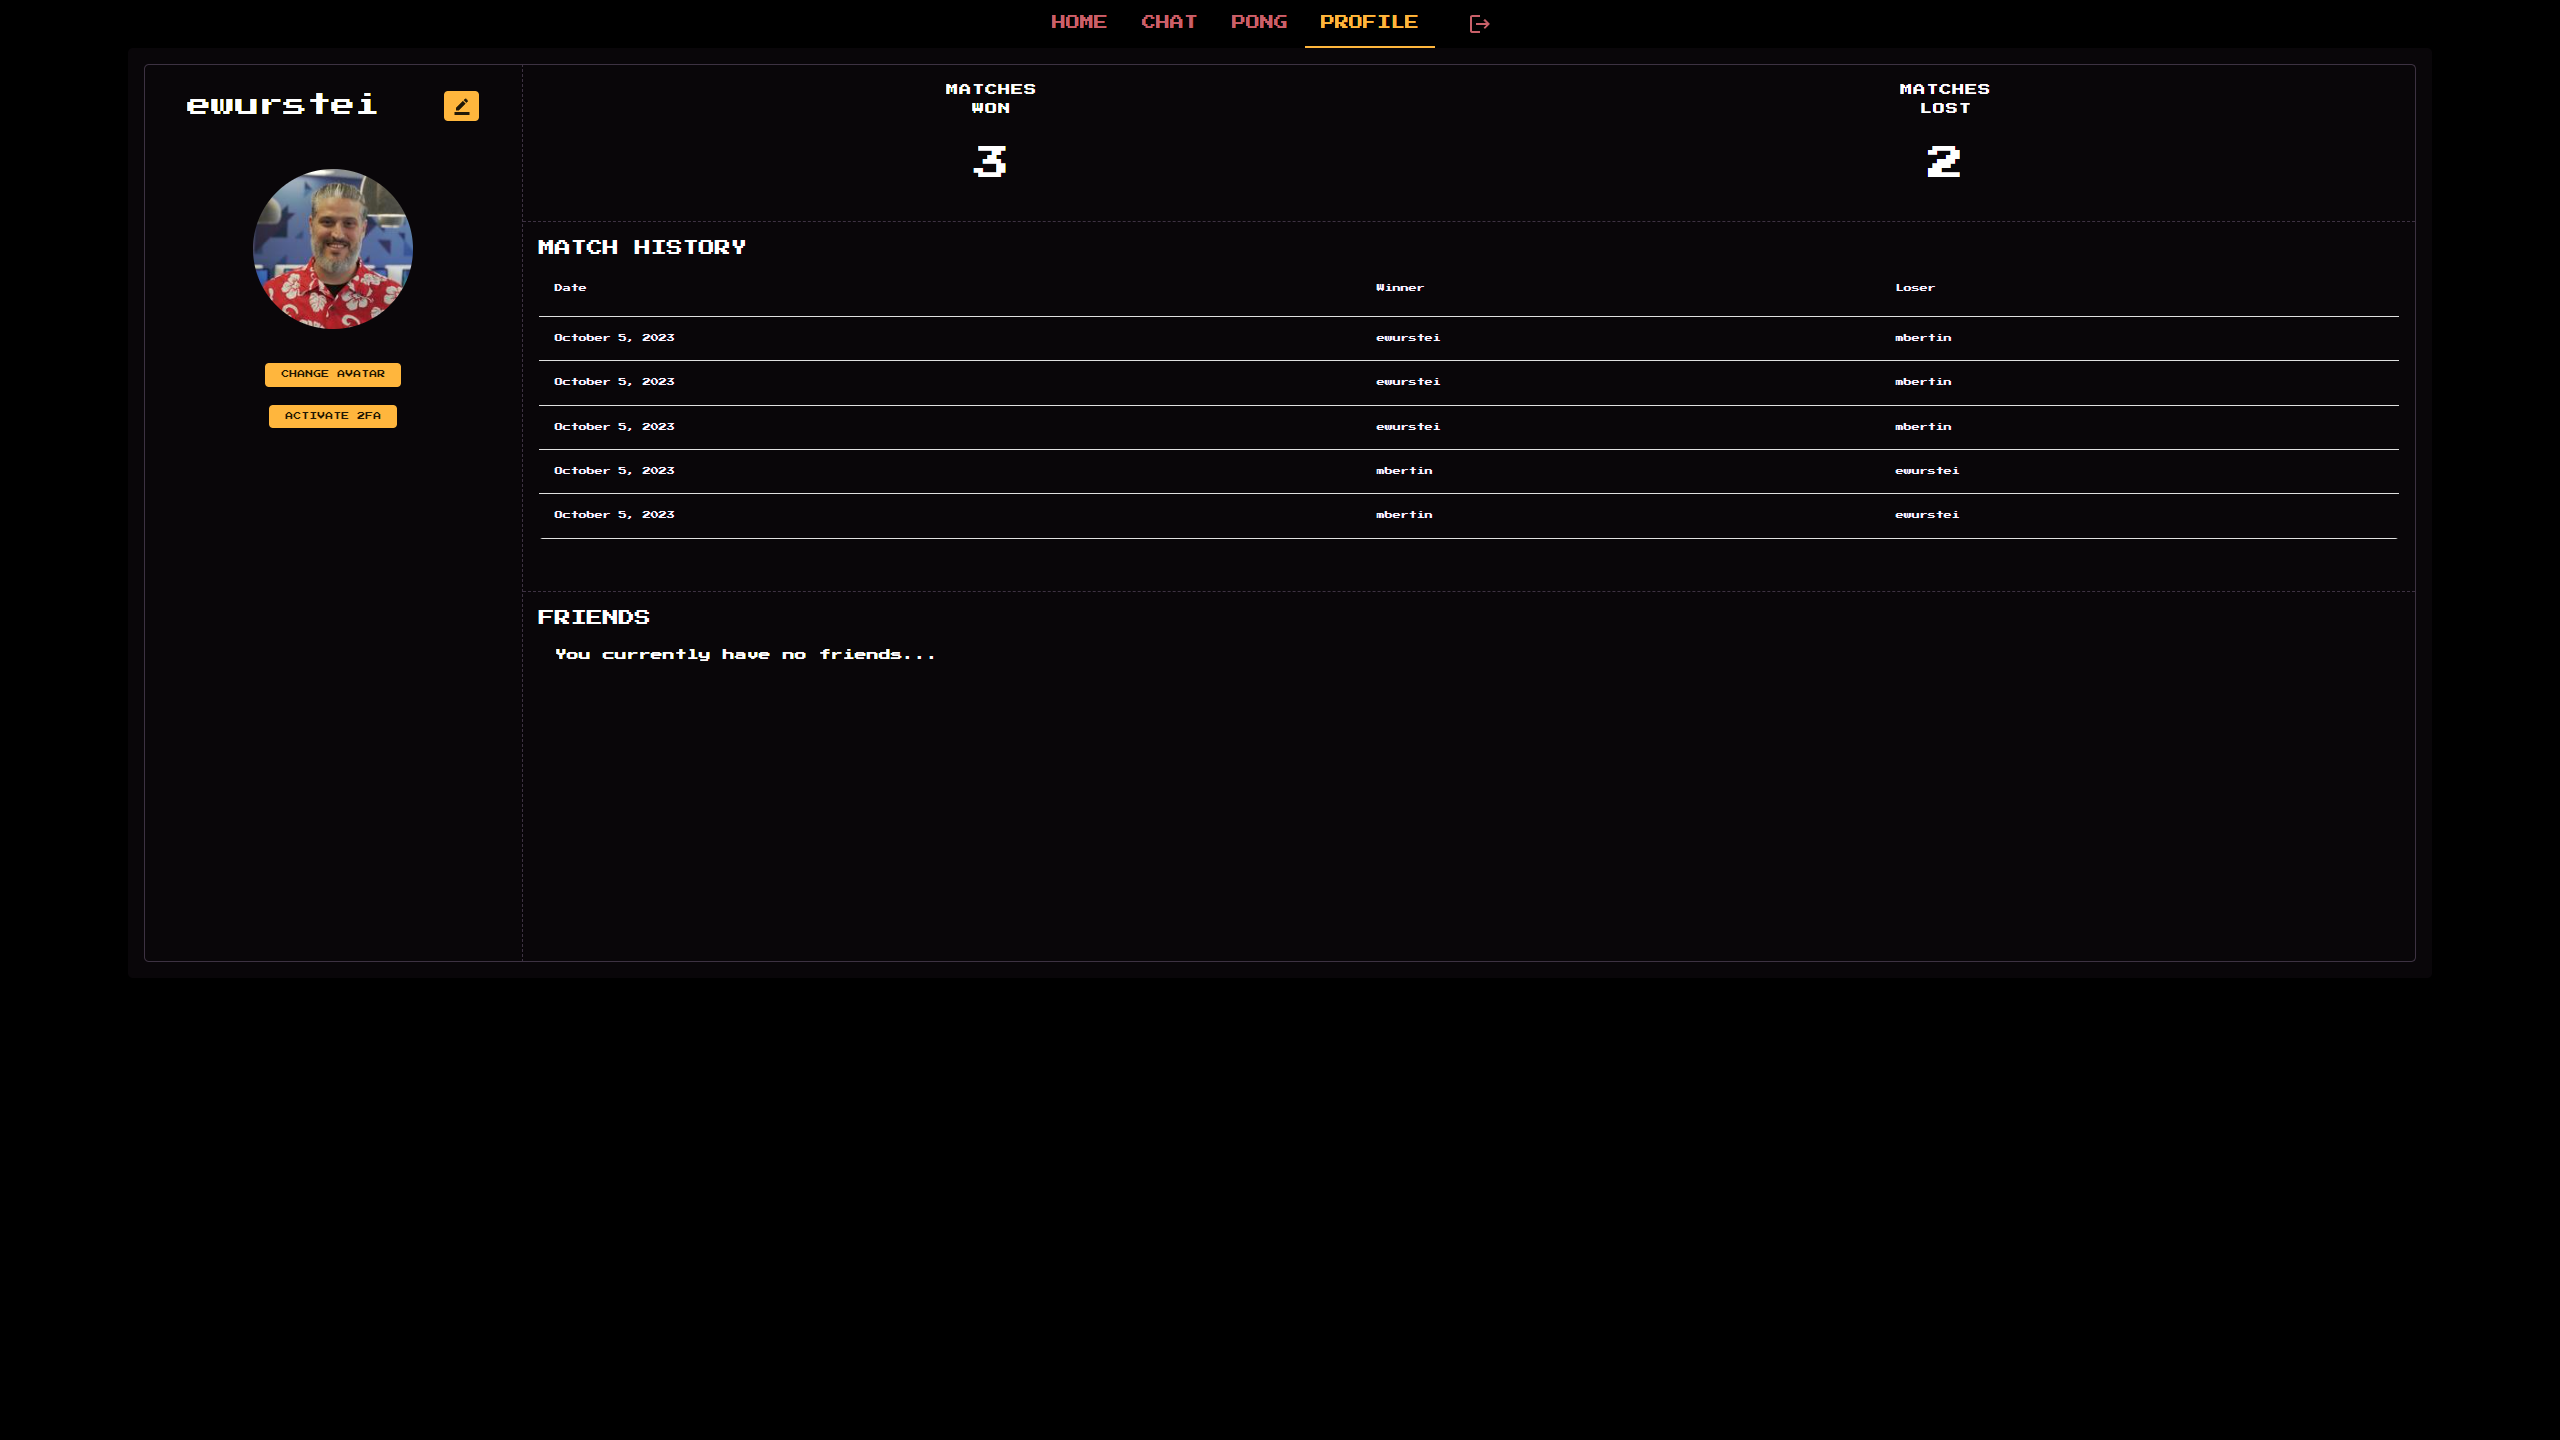 HOME CHAT PONG PROFILE
ewurstei
CHANGE AVATAR
ACTIVATE 2FA
MATCHES
WON
3
MATCHES
LOST
2
MATCH HISTORY
Date Winner Loser
October 5, 2023 ewurstei mbertin
October 5, 2023 ewurstei mbertin
October 5, 2023 ewurstei mbertin
October 5, 2023 mbertin ewurstei
October 5, 2023 mbertin ewurstei
FRIENDS
You currently have no friends...